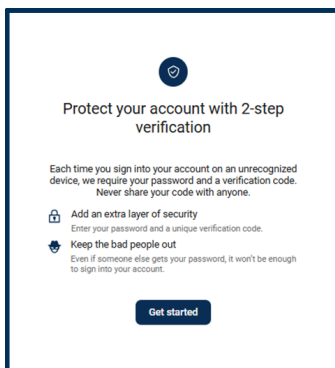 Protect your account with 2-step
verification
Each time you sign into your account on an unrecognized
device, we require your password and a verification code.
Never share your code with anyone.
Add an extra layer of security
Enter your password and a unique verification code.
Keep the bad people out
Even if someone else gets your password, it won't be enough
to sign into your account.
Get started